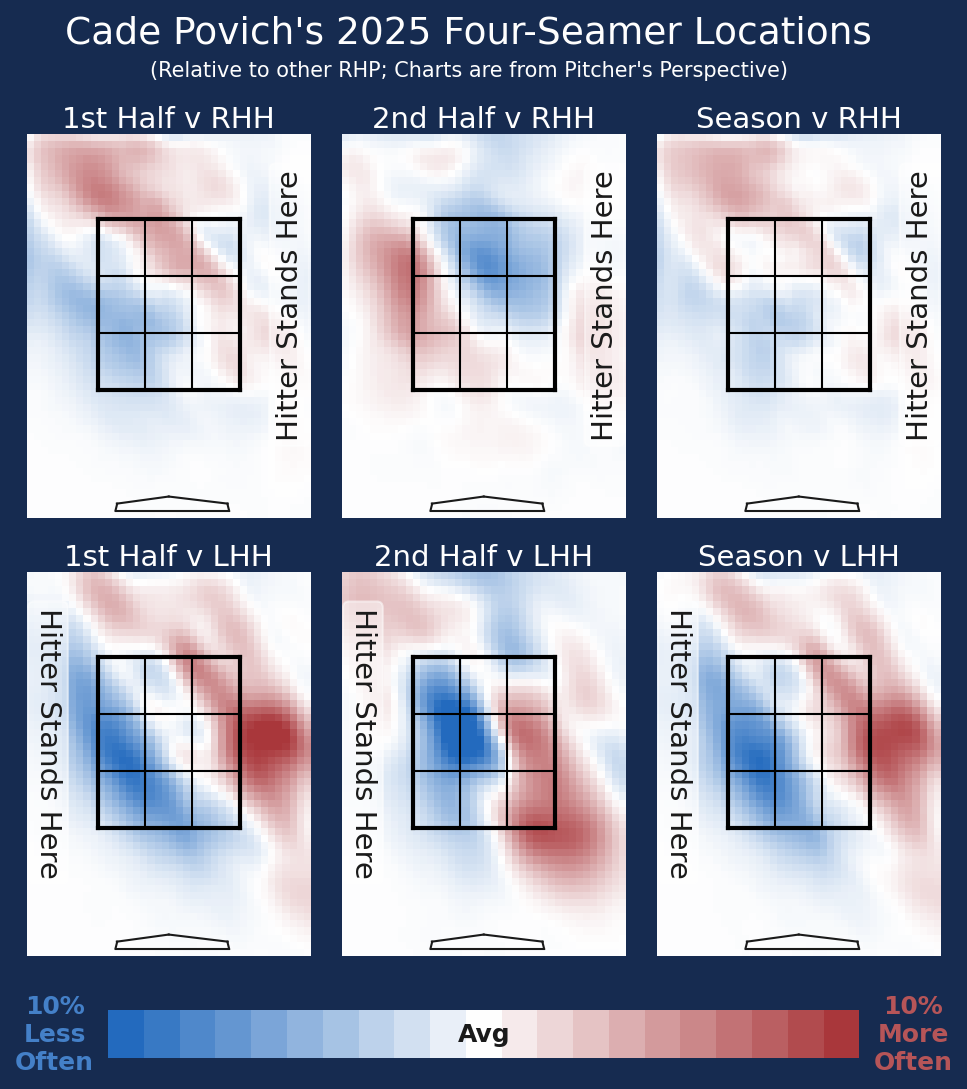 Cade Povich's 2025 Four-Seamer Locations
(Relative to other RHP; Charts are from Pitcher's Perspective)
1st Half v RHH
2nd Half v RHH
Season v RHH
Hitter Stands Here
Hitter Stands Here
Hitter Stands Here
1st Half v LHH
2nd Half v LHH
Season v LHH
Hitter Stands Here
Hitter Stands Here
Hitter Stands Here
10%
Less
Often
Avg
10%
More
Often